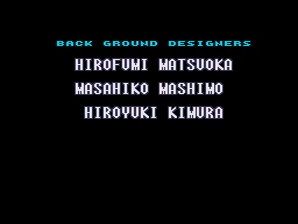 BACK GROUND DESIGNERS
HIROFUMI MATSUOKA
MASAHIKO MASHIMO
HIROYUKI KIMURA